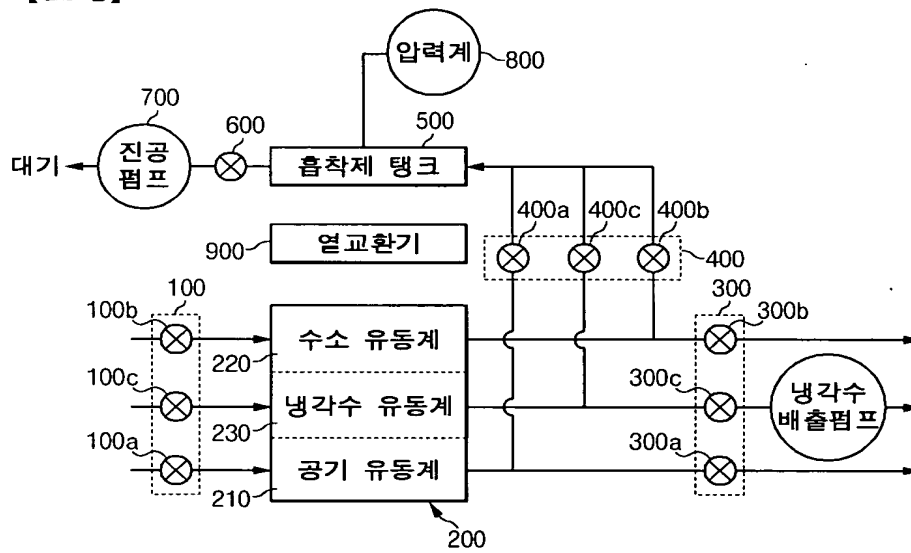 압력계
800
700
600
500
진공
펌프
대기
흡착제 탱크
400a
400c
400b
900
열교환기
400
100
300
100b
300b
수소 유동계
220
100c
300c
냉각수 유동계
냉각수
배출펌프
230
100a
300a
공기 유동계
210
200